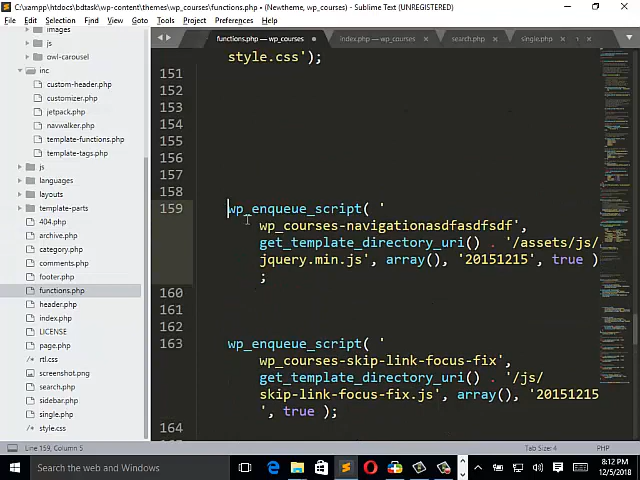 C:\xampp\htdocs\bdtask\wp-content\themes\wp_courses\functions.php • (Newtheme, wp_courses) - Sublime Text (UNREGISTERED)
File Edit Selection Find View Goto Tools Project Preferences Help
functions.php — wp_courses
index.php — wp_courses
search.php
single.php
images
js
owl-carousel
inc
custom-header.php
customizer.php
jetpack.php
navwalker.php
template-functions.php
template-tags.php
js
languages
layouts
template-parts
404.php
archive.php
category.php
comments.php
footer.php
functions.php
header.php
index.php
LICENSE
page.php
rtl.css
screenshot.png
search.php
sidebar.php
single.php
style.css
style.css');
151
152
153
154
155
156
157
158
159 wp_enqueue_script( '
wp_courses-navigationasdfasdfsdf',
get_template_directory_uri() . '/assets/js/
jquery.min.js', array(), '20151215', true )
;
160
161
162
163 wp_enqueue_script( '
wp_courses-skip-link-focus-fix',
get_template_directory_uri() . '/js/
skip-link-focus-fix.js', array(), '20151215
', true );
164
Line 159, Column 5
Tab Size: 4
PHP
Search the web and Windows
8:12 PM
12/5/2018